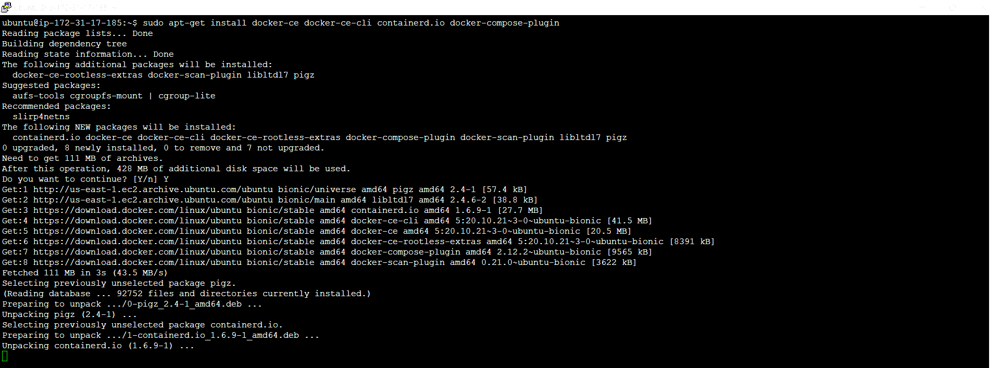 ubuntu@ip-172-31-17-185: ~
ubuntu@ip-172-31-17-185:~$ sudo apt-get install docker-ce docker-ce-cli containerd.io docker-compose-plugin
Reading package lists... Done
Building dependency tree
Reading state information... Done
The following additional packages will be installed:
  docker-ce-rootless-extras docker-scan-plugin libltdl7 pigz
Suggested packages:
  aufs-tools cgroupfs-mount | cgroup-lite
Recommended packages:
  slirp4netns
The following NEW packages will be installed:
  containerd.io docker-ce docker-ce-cli docker-ce-rootless-extras docker-compose-plugin docker-scan-plugin libltdl7 pigz
0 upgraded, 8 newly installed, 0 to remove and 7 not upgraded.
Need to get 111 MB of archives.
After this operation, 428 MB of additional disk space will be used.
Do you want to continue? [Y/n] Y
Get:1 http://us-east-1.ec2.archive.ubuntu.com/ubuntu bionic/universe amd64 pigz amd64 2.4-1 [57.4 kB]
Get:2 http://us-east-1.ec2.archive.ubuntu.com/ubuntu bionic/main amd64 libltdl7 amd64 2.4.6-2 [38.8 kB]
Get:3 https://download.docker.com/linux/ubuntu bionic/stable amd64 containerd.io amd64 1.6.9-1 [27.7 MB]
Get:4 https://download.docker.com/linux/ubuntu bionic/stable amd64 docker-ce-cli amd64 5:20.10.21~3-0~ubuntu-bionic [41.5 MB]
Get:5 https://download.docker.com/linux/ubuntu bionic/stable amd64 docker-ce amd64 5:20.10.21~3-0~ubuntu-bionic [20.5 MB]
Get:6 https://download.docker.com/linux/ubuntu bionic/stable amd64 docker-ce-rootless-extras amd64 5:20.10.21~3-0~ubuntu-bionic [8391 kB]
Get:7 https://download.docker.com/linux/ubuntu bionic/stable amd64 docker-compose-plugin amd64 2.12.2~ubuntu-bionic [9565 kB]
Get:8 https://download.docker.com/linux/ubuntu bionic/stable amd64 docker-scan-plugin amd64 0.21.0~ubuntu-bionic [3622 kB]
Fetched 111 MB in 3s (43.5 MB/s)
Selecting previously unselected package pigz.
(Reading database ... 92752 files and directories currently installed.)
Preparing to unpack .../0-pigz_2.4-1_amd64.deb ...
Unpacking pigz (2.4-1) ...
Selecting previously unselected package containerd.io.
Preparing to unpack .../1-containerd.io_1.6.9-1_amd64.deb ...
Unpacking containerd.io (1.6.9-1) ...